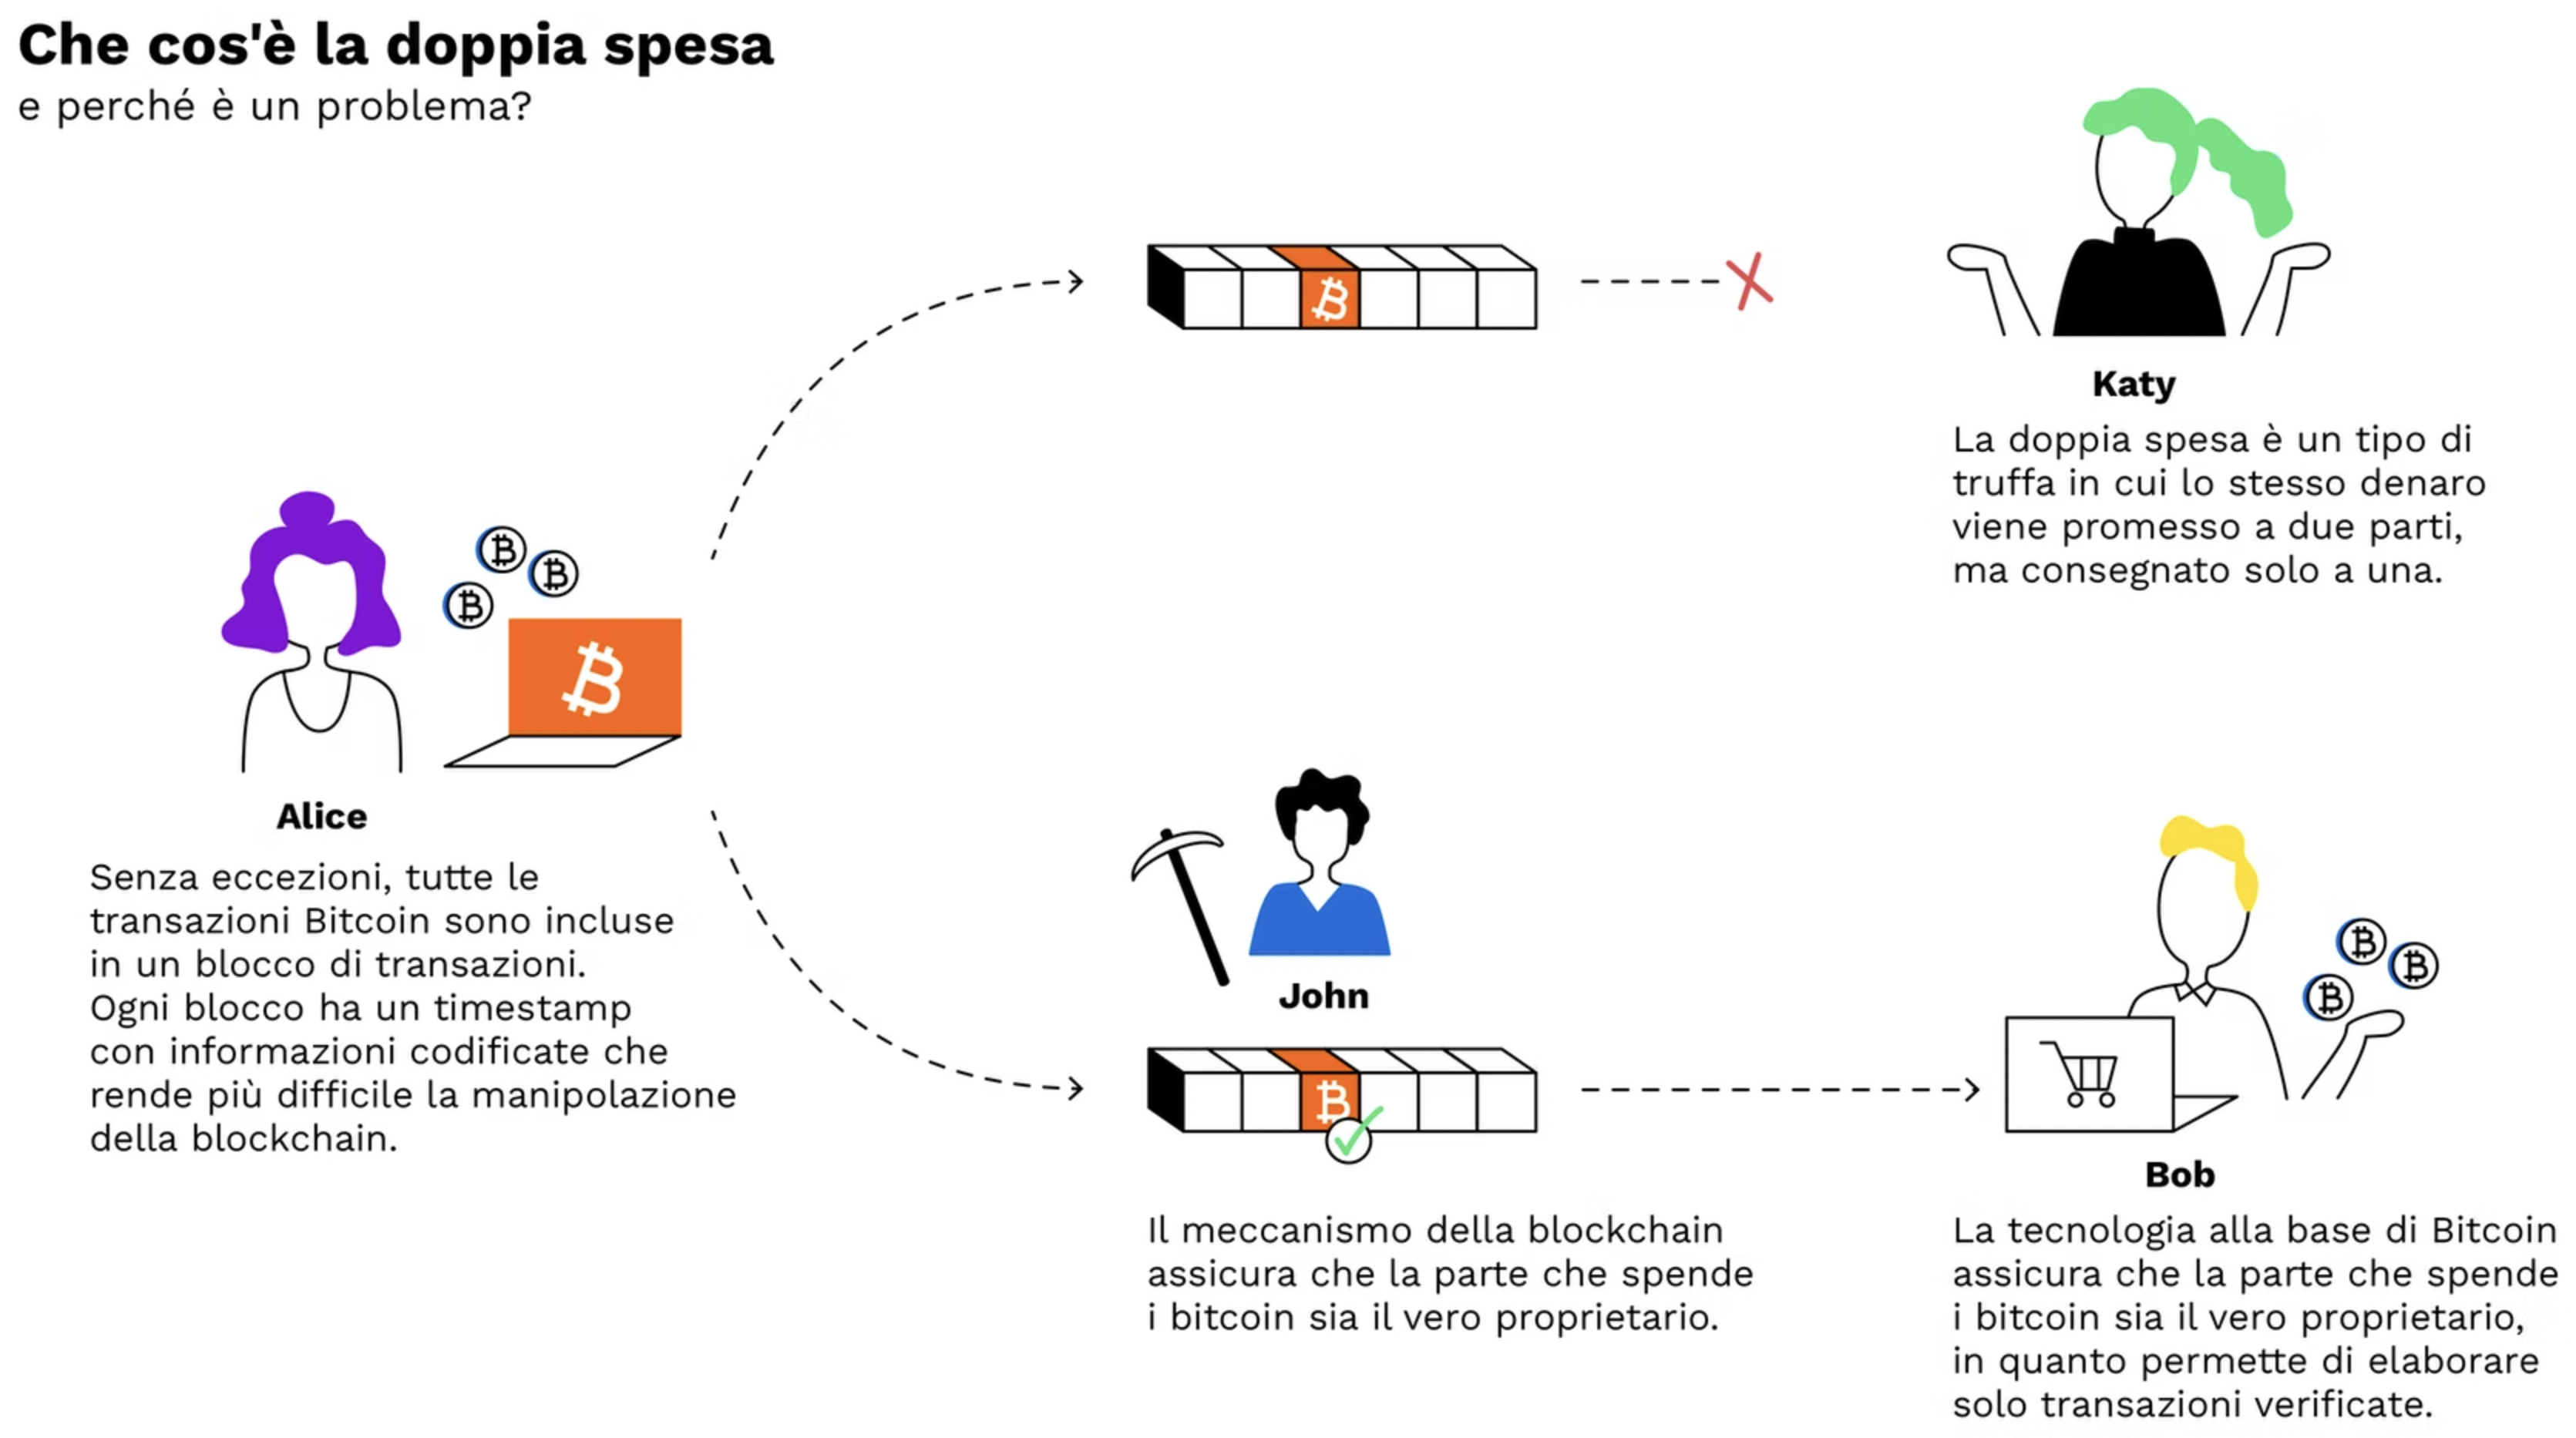 Che cos'è la doppia spesa
e perché è un problema?
Katy
La doppia spesa è un tipo di
truffa in cui lo stesso denaro
viene promesso a due parti,
ma consegnato solo a una.
Alice
Senza eccezioni, tutte le
transazioni Bitcoin sono incluse
in un blocco di transazioni.
Ogni blocco ha un timestamp
con informazioni codificate che
rende più difficile la manipolazione
della blockchain.
John
Il meccanismo della blockchain
assicura che la parte che spende
i bitcoin sia il vero proprietario.
Bob
La tecnologia alla base di Bitcoin
assicura che la parte che spende
i bitcoin sia il vero proprietario,
in quanto permette di elaborare
solo transazioni verificate.